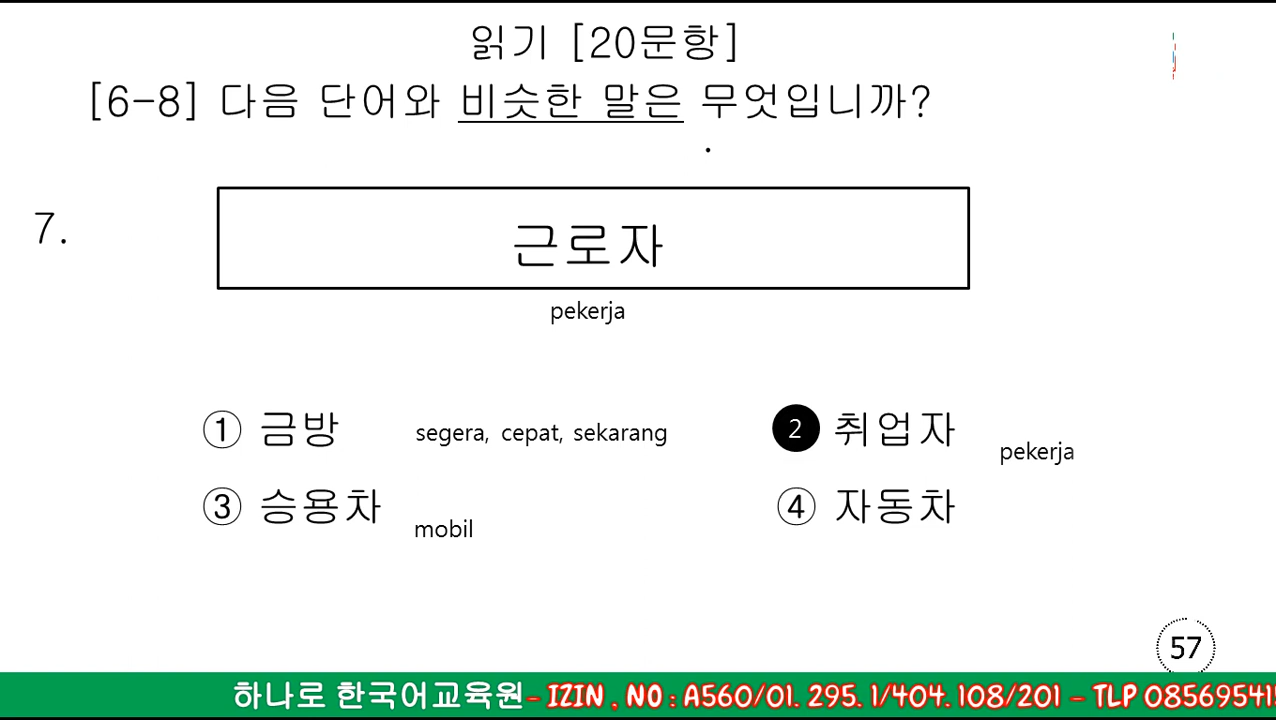 읽기 [20문항]
[6-8] 다음 단어와 비슷한 말은 무엇입니까?
7.
근로자
pekerja
① 금방 segera, cepat, sekarang
❷ 취업자 pekerja
③ 승용차 mobil
④ 자동차
57
하나로 한국어교육원 - IZIN . NO : A560/01. 295. 1/404. 108/201 - TLP 08569541